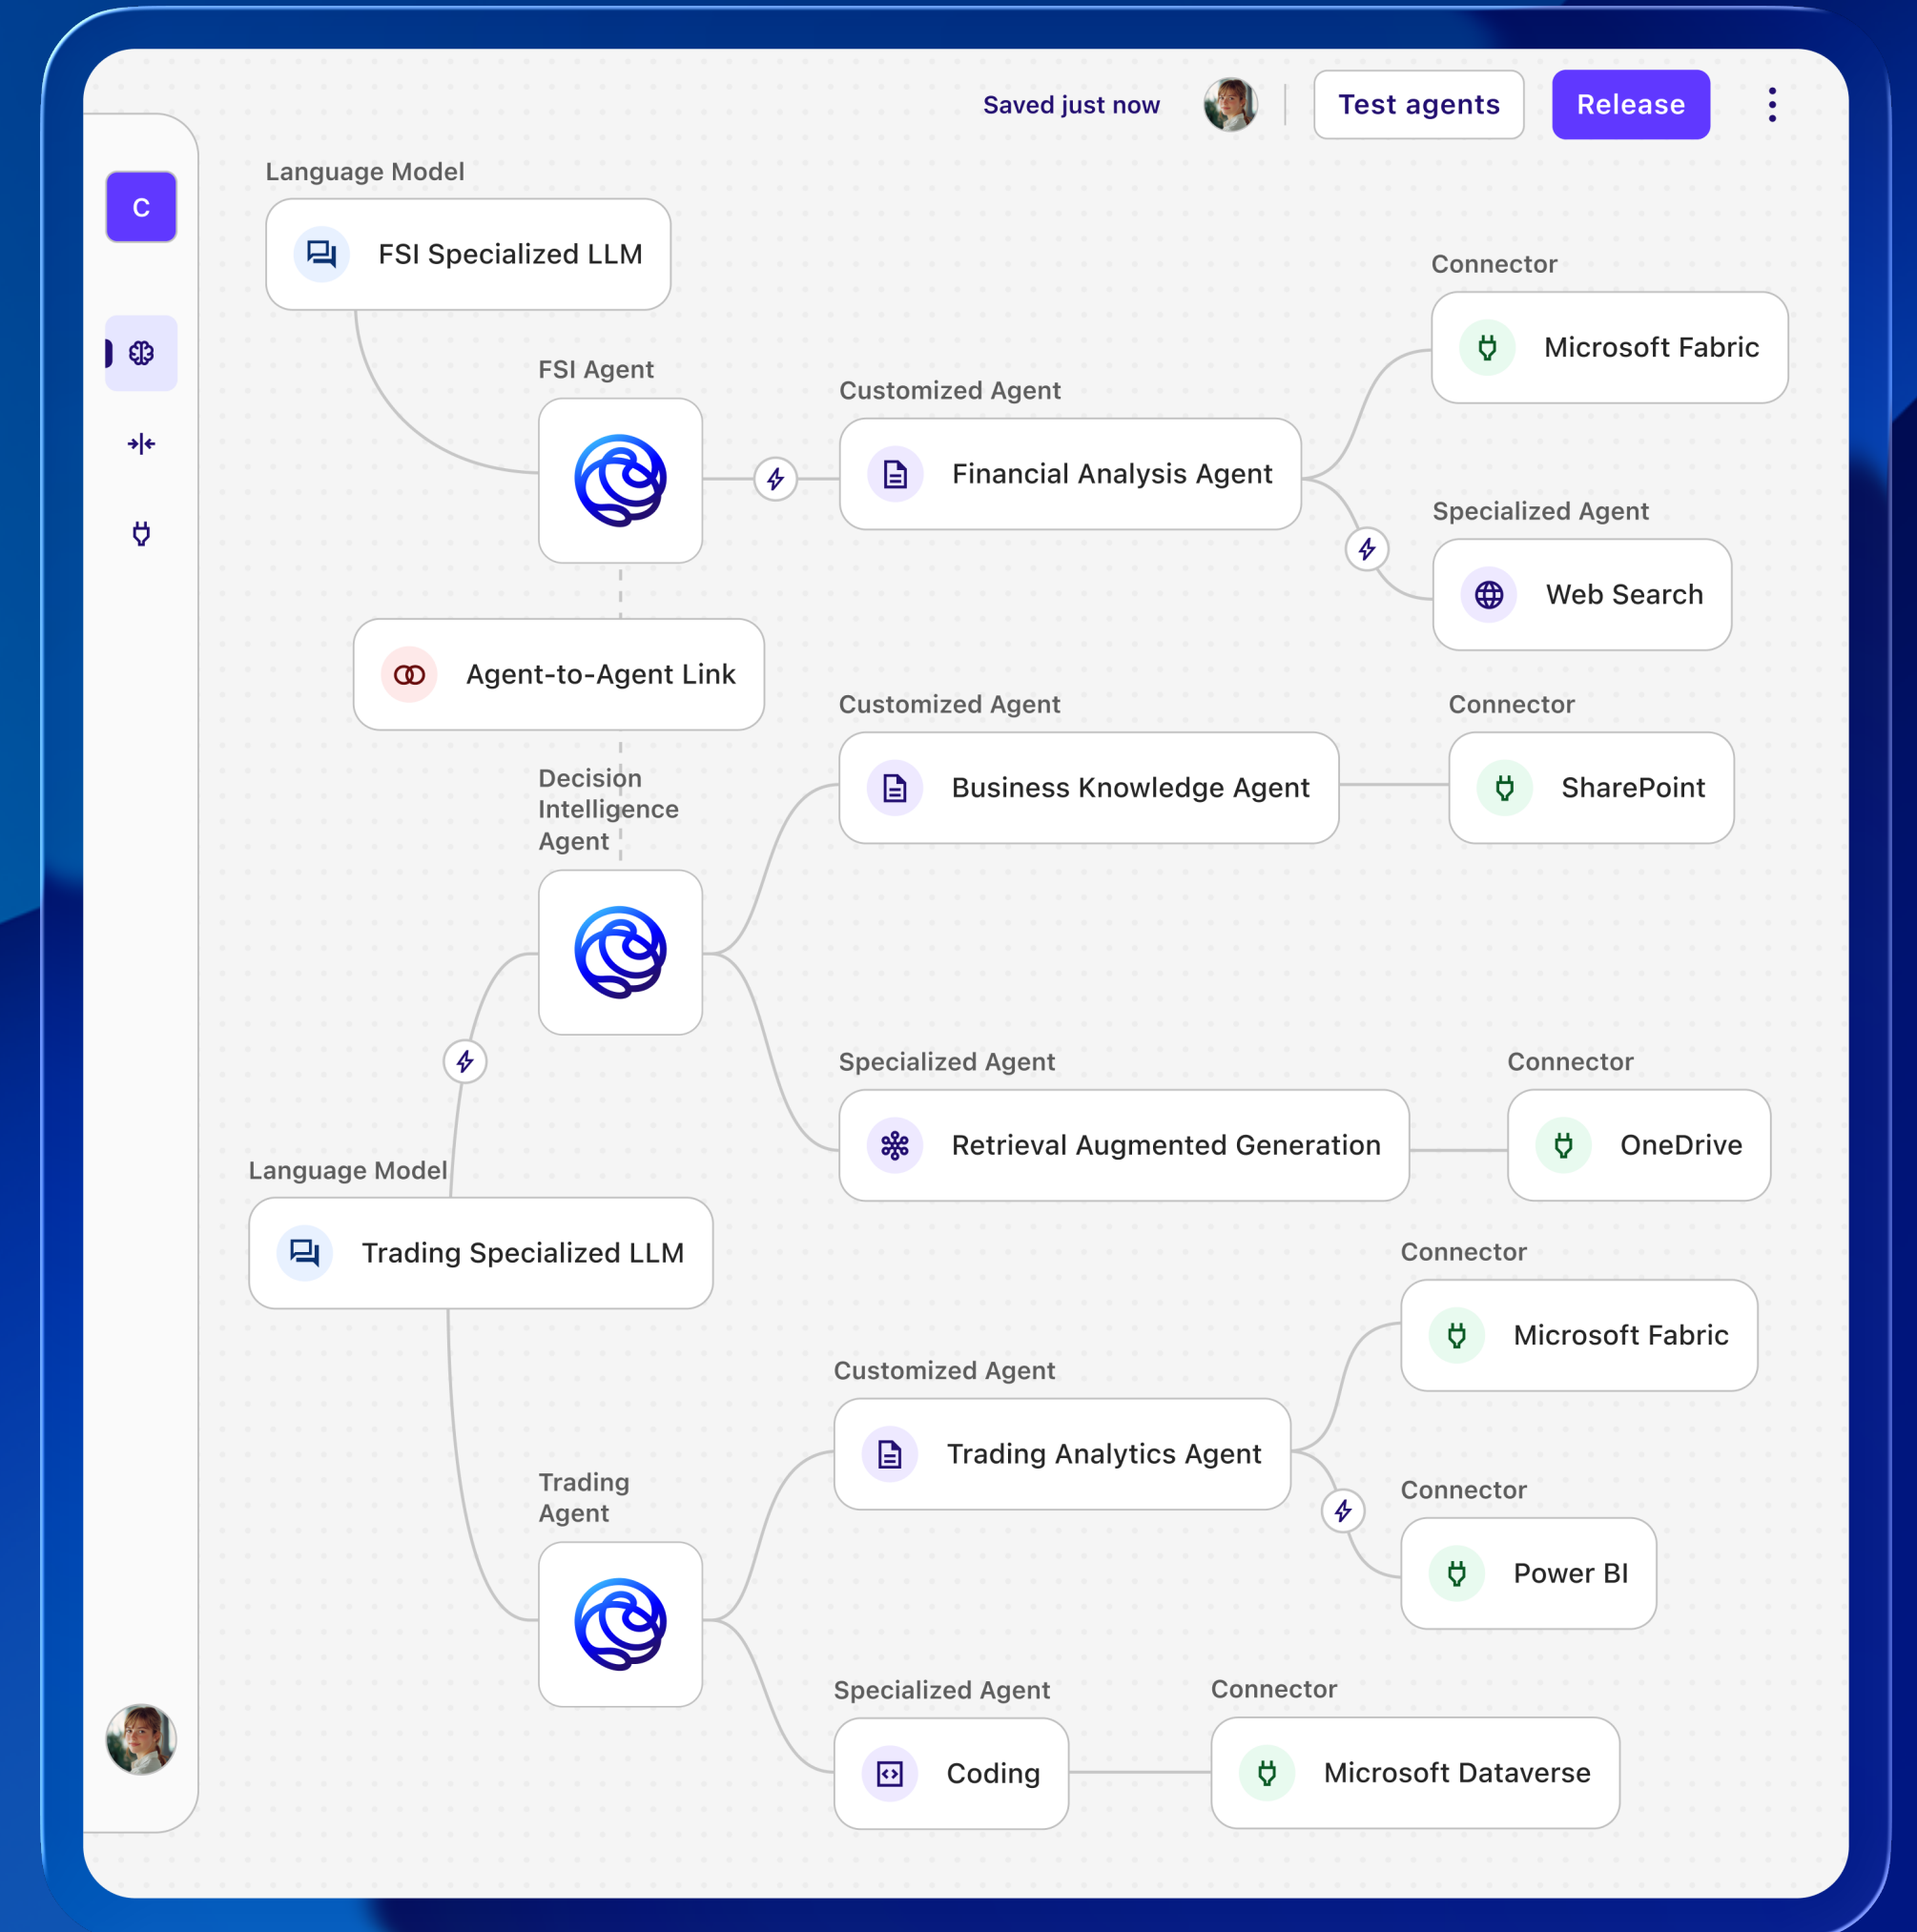 Saved just now
Test agents
Release
C
Language Model
FSI Specialized LLM
Connector
Microsoft Fabric
FSI Agent
Customized Agent
Financial Analysis Agent
Specialized Agent
Web Search
Agent-to-Agent Link
Customized Agent
Business Knowledge Agent
Connector
SharePoint
Decision
Intelligence
Agent
Specialized Agent
Retrieval Augmented Generation
Connector
OneDrive
Language Model
Trading Specialized LLM
Connector
Microsoft Fabric
Customized Agent
Trading Analytics Agent
Trading
Agent
Connector
Power BI
Specialized Agent
Coding
Connector
Microsoft Dataverse